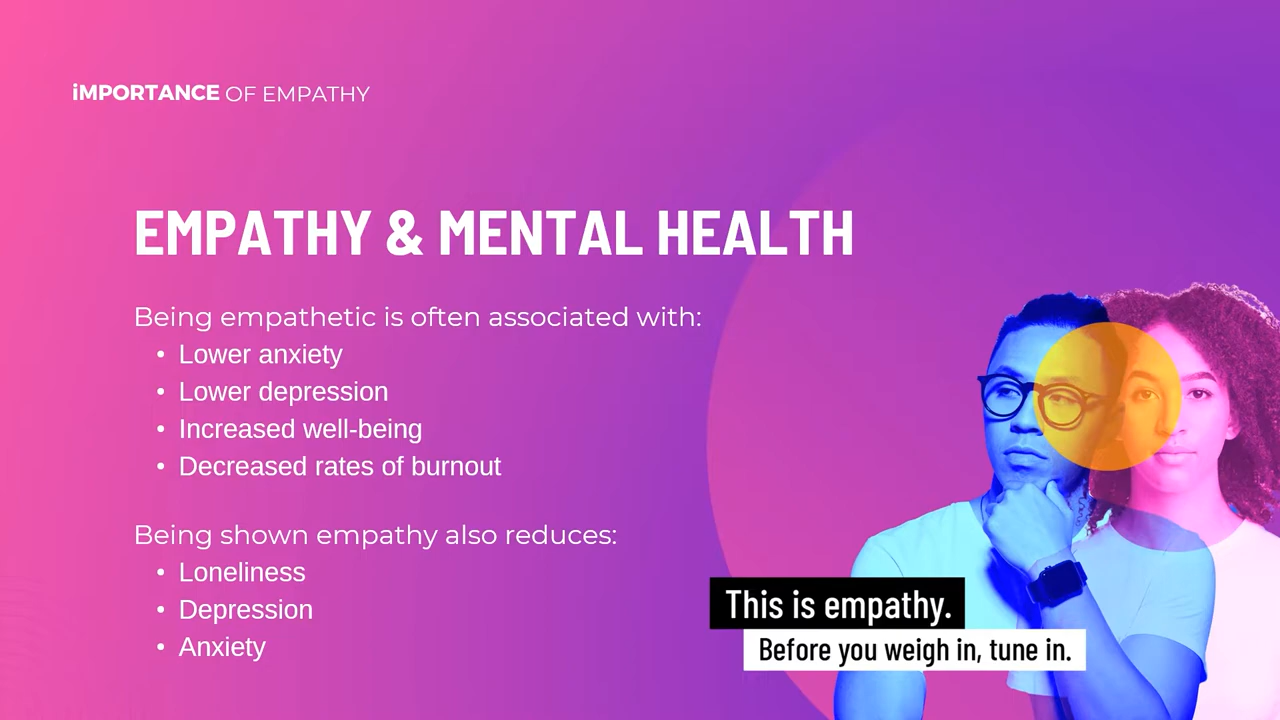 iMPORTANCE OF EMPATHY
EMPATHY & MENTAL HEALTH
Being empathetic is often associated with:
• Lower anxiety
• Lower depression
• Increased well-being
• Decreased rates of burnout
Being shown empathy also reduces:
• Loneliness
• Depression
• Anxiety
This is empathy.
Before you weigh in, tune in.